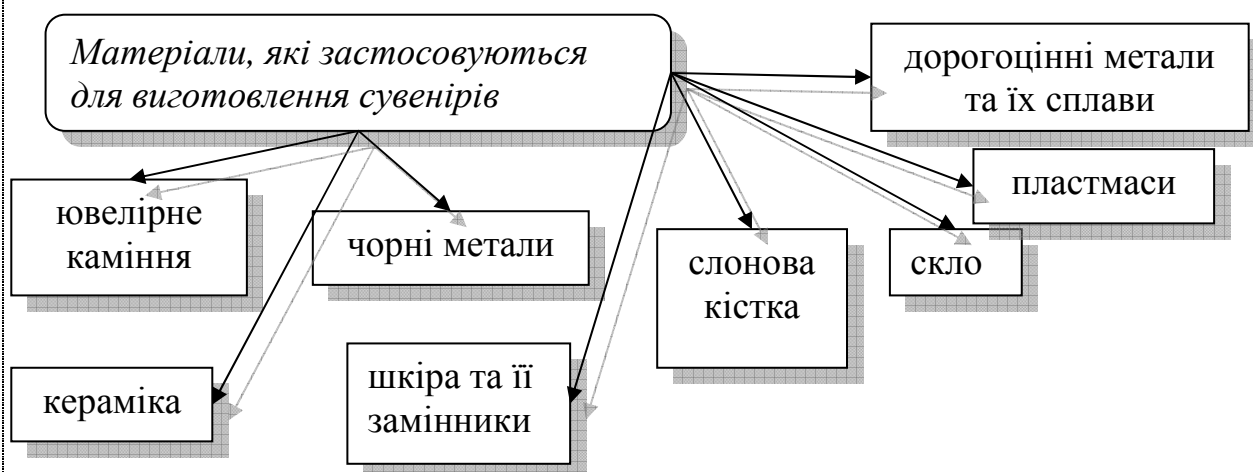 Матеріали, які застосовуються
для виготовлення сувенірів
дорогоцінні метали
та їх сплави
пластмаси
ювелірне
каміння
чорні метали
слонова
кістка
скло
кераміка
шкіра та її
замінники